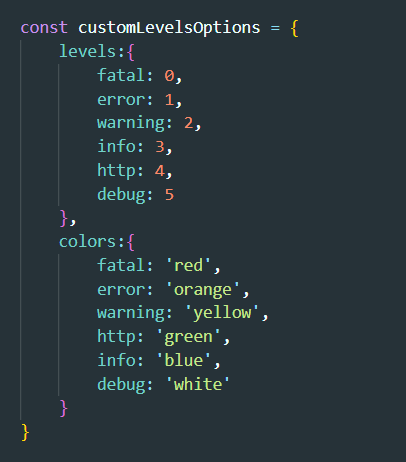 const customLevelsOptions = {
    levels:{
        fatal: 0,
        error: 1,
        warning: 2,
        info: 3,
        http: 4,
        debug: 5
    },
    colors:{
        fatal: 'red',
        error: 'orange',
        warning: 'yellow',
        http: 'green',
        info: 'blue',
        debug: 'white'
    }
}